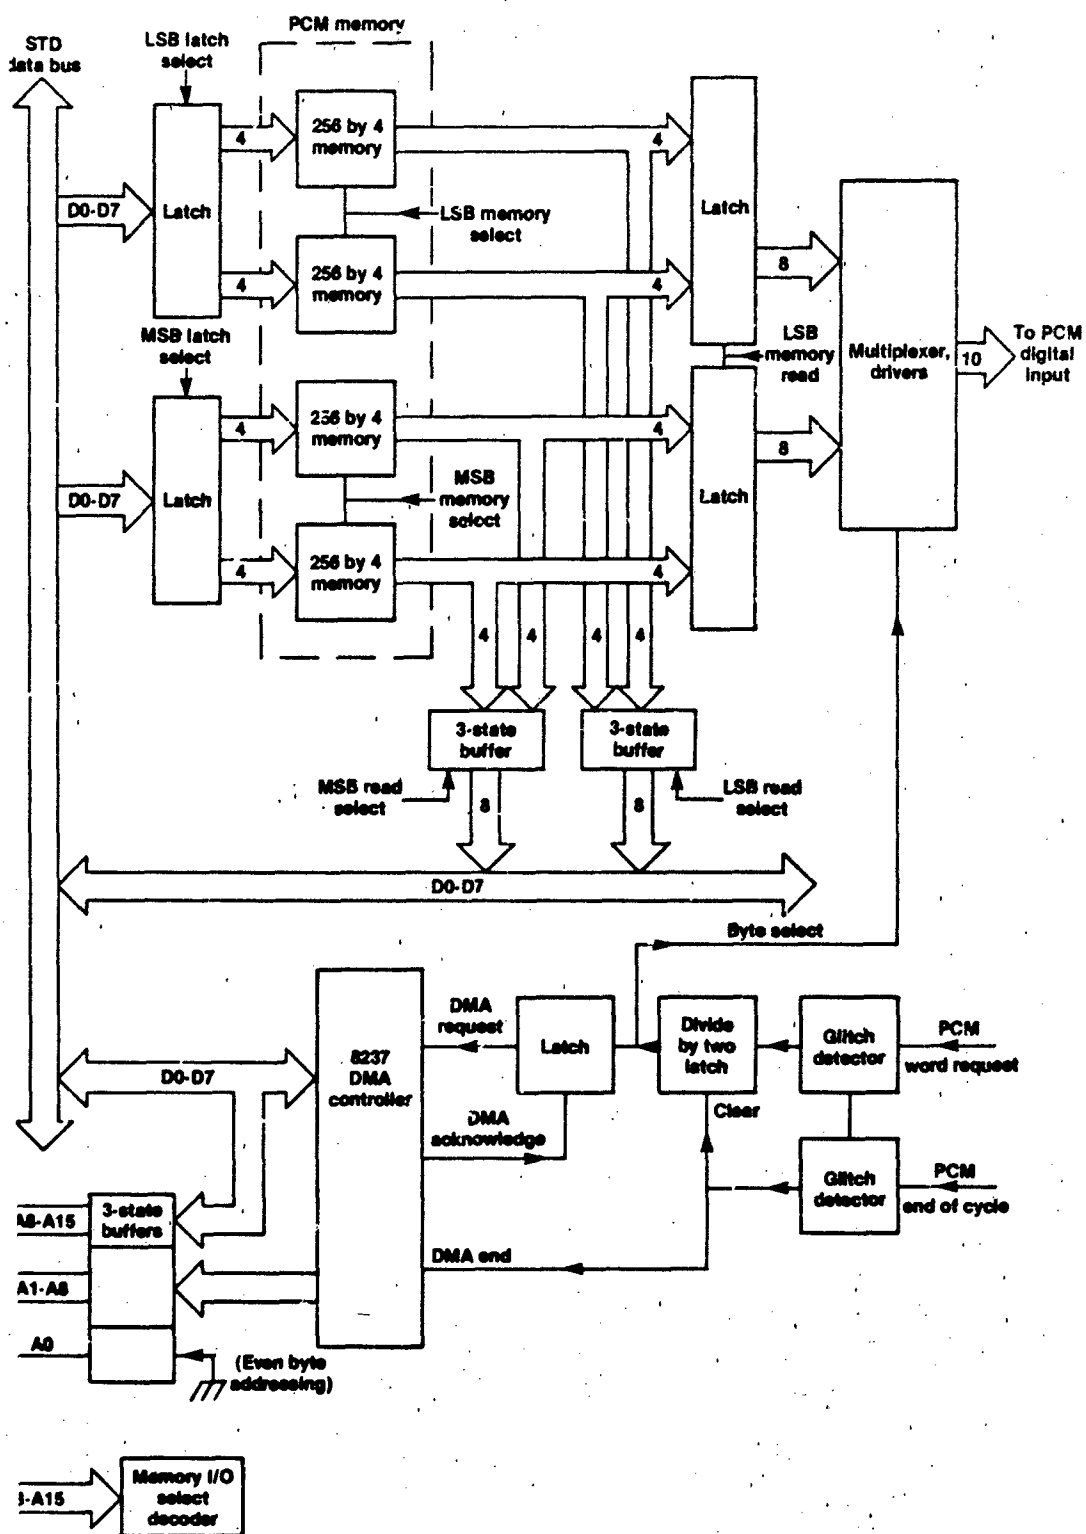 PCM memory
STD
data bus
LSB latch
select
4
256 by 4
memory
4
D0-D7
Latch
LSB memory
select
Latch
4
256 by 4
memory
4
8
MSB latch
select
LSB
memory
read
Multiplexer,
drivers
10
To PCM
digital
input
4
256 by 4
memory
4
8
D0-D7
Latch
MSB
memory
select
Latch
4
256 by 4
memory
4
4
4
4
4
3-state
buffer
3-state
buffer
MSB read
select
8
8
LSB read
select
D0-D7
Byte select
8237
DMA
controller
DMA
request
Latch
Divide
by two
latch
Glitch
detector
PCM
word request
D0-D7
DMA
acknowledge
Clear
Glitch
detector
PCM
end of cycle
A8-A15
3-state
buffers
DMA end
A1-A8
A0
(Even byte
addressing)
-A15
Memory I/O
select
decoder